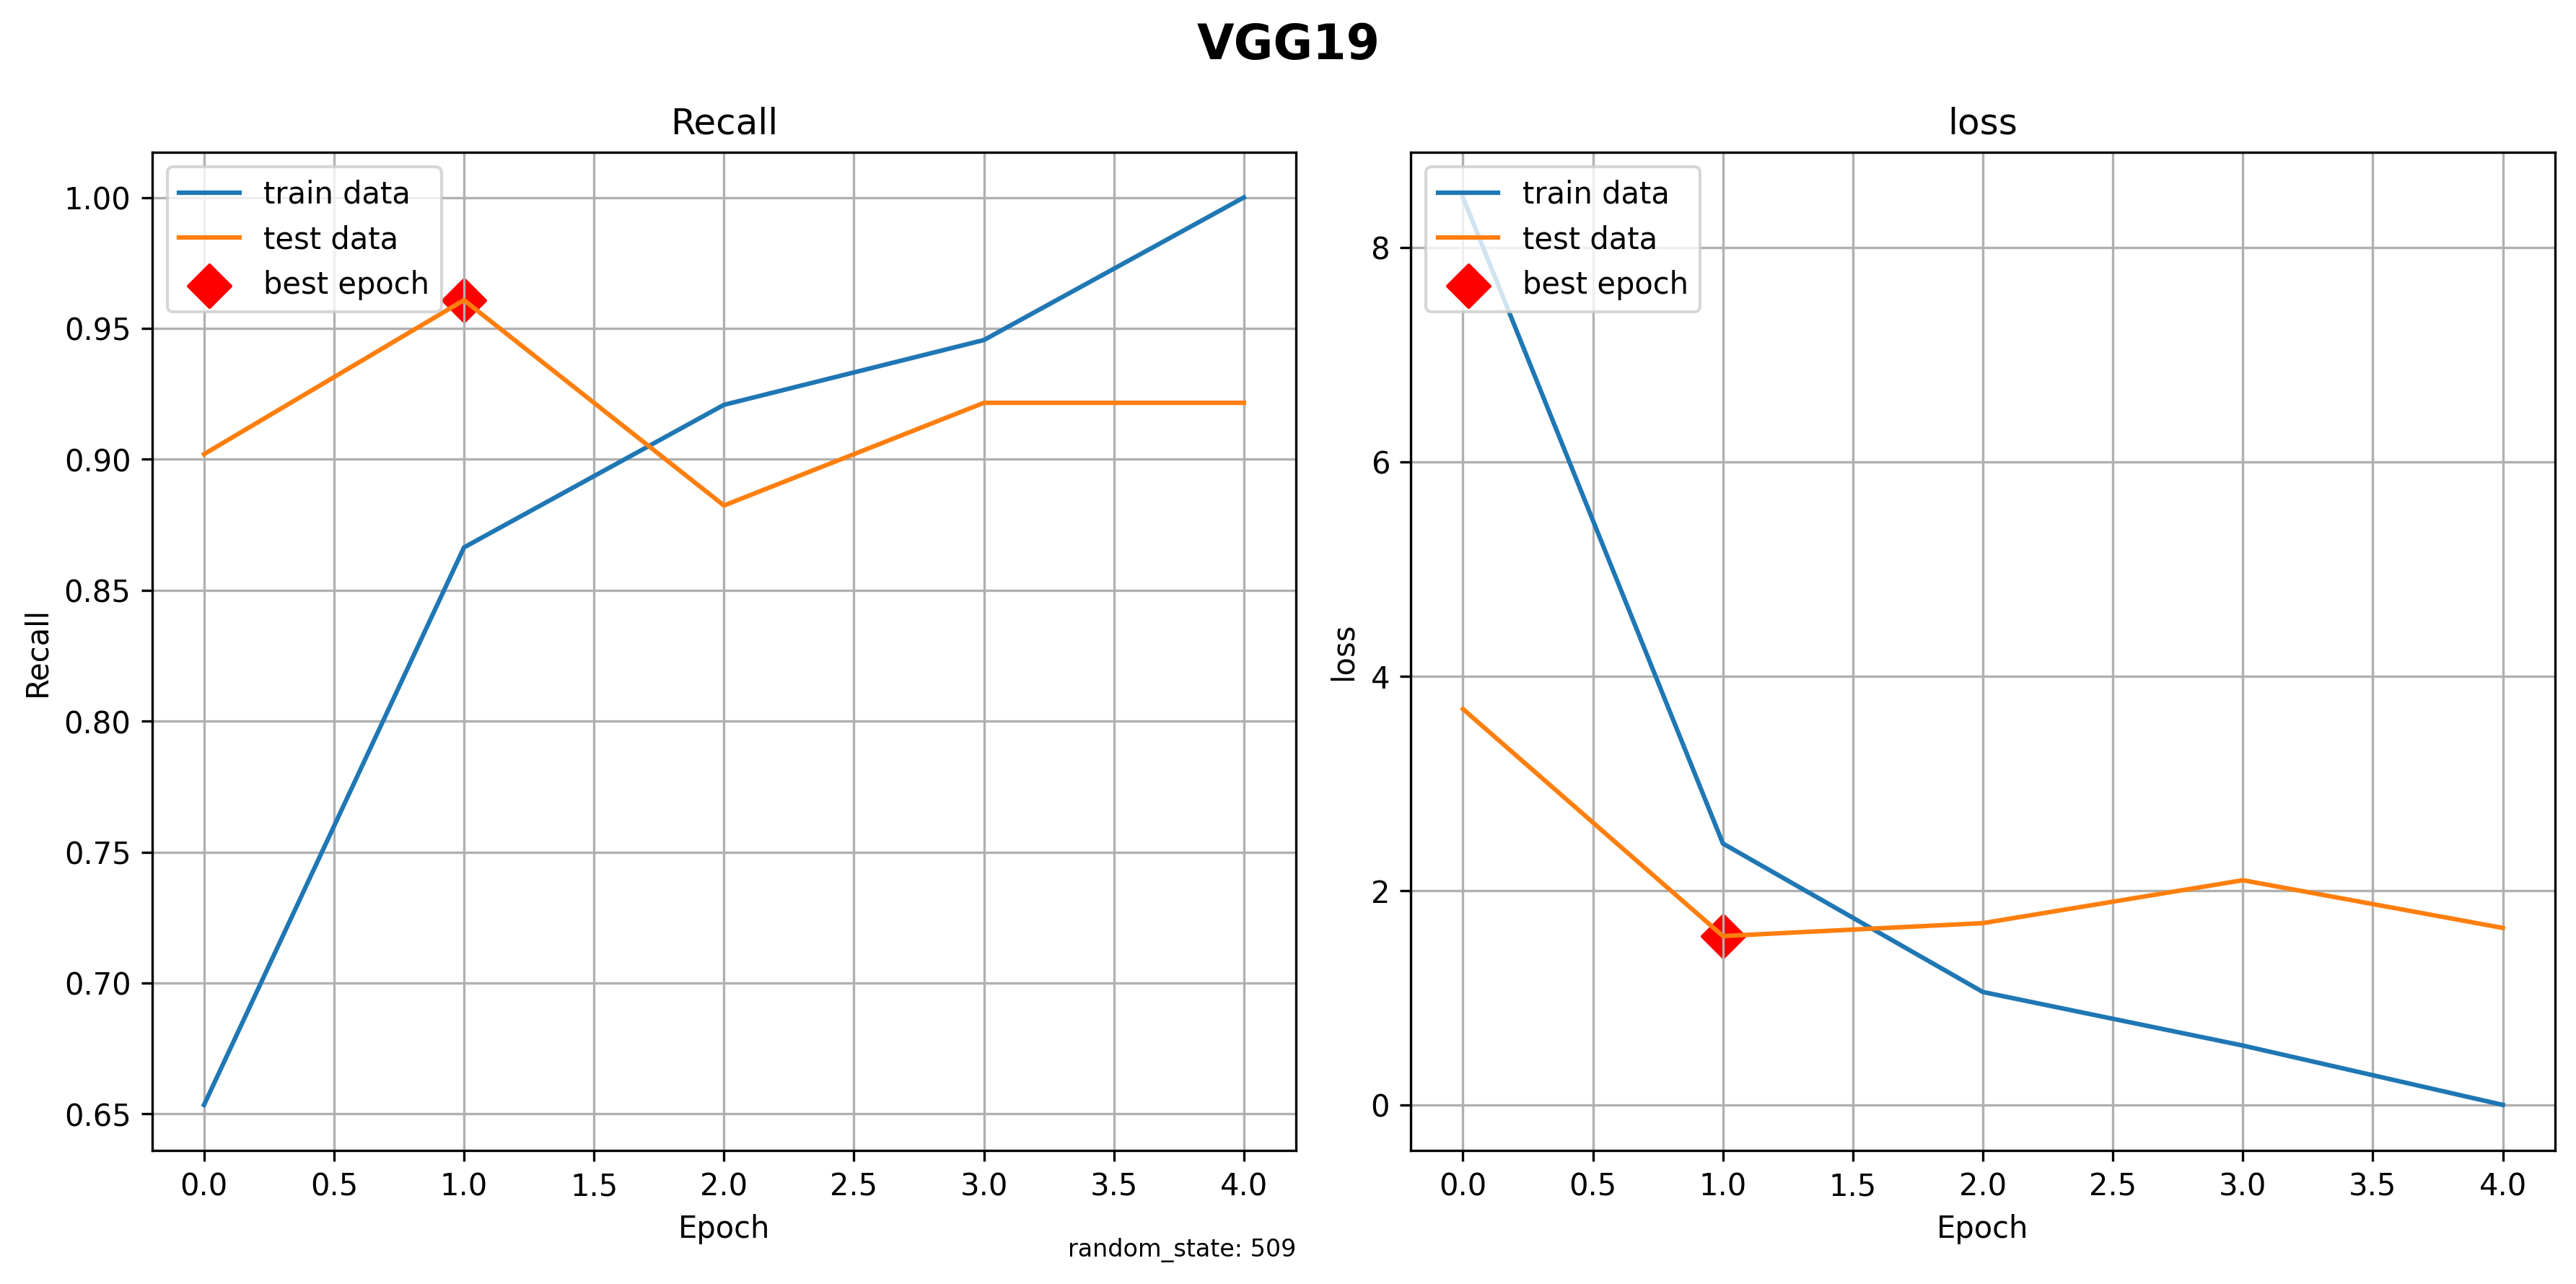 VGG19
Recall
train data
test data
best epoch
1.00
0.95
0.90
0.85
0.80
0.75
0.70
0.65
Recall
0.0 0.5 1.0 1.5 2.0 2.5 3.0 3.5 4.0
Epoch
random_state: 509
loss
train data
test data
best epoch
8
6
4
2
0
loss
0.0 0.5 1.0 1.5 2.0 2.5 3.0 3.5 4.0
Epoch